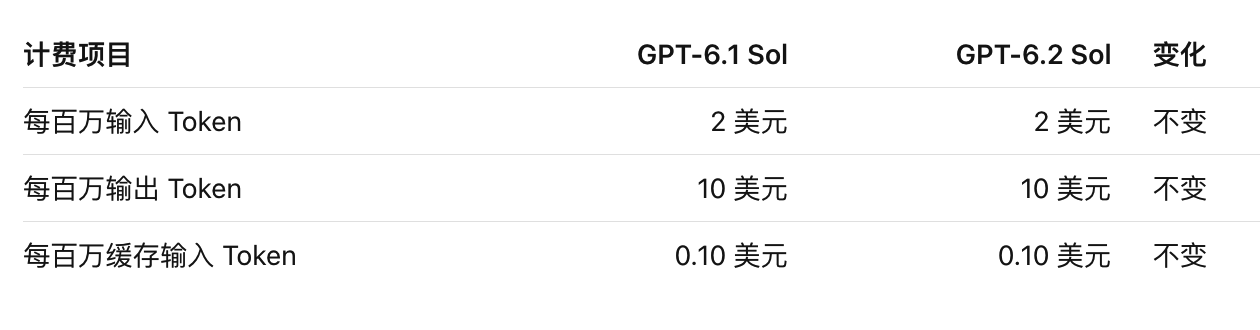 计费项目 GPT-6.1 Sol GPT-6.2 Sol 变化
每百万输入 Token 2 美元 2 美元 不变
每百万输出 Token 10 美元 10 美元 不变
每百万缓存输入 Token 0.10 美元 0.10 美元 不变